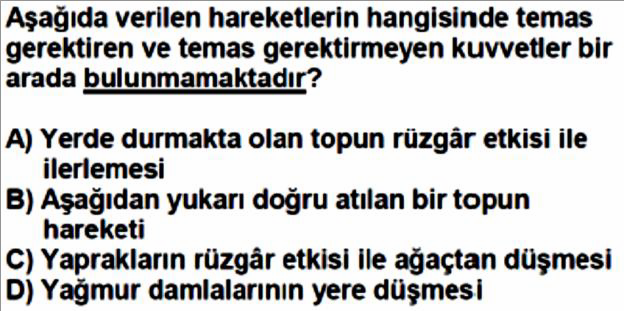 Aşağıda verilen hareketlerin hangisinde temas
gerektiren ve temas gerektirmeyen kuvvetler bir
arada bulunmamaktadır?
A) Yerde durmakta olan topun rüzgâr etkisi ile
ilerlemesi
B) Aşağıdan yukarı doğru atılan bir topun
hareketi
C) Yaprakların rüzgâr etkisi ile ağaçtan düşmesi
D) Yağmur damlalarının yere düşmesi